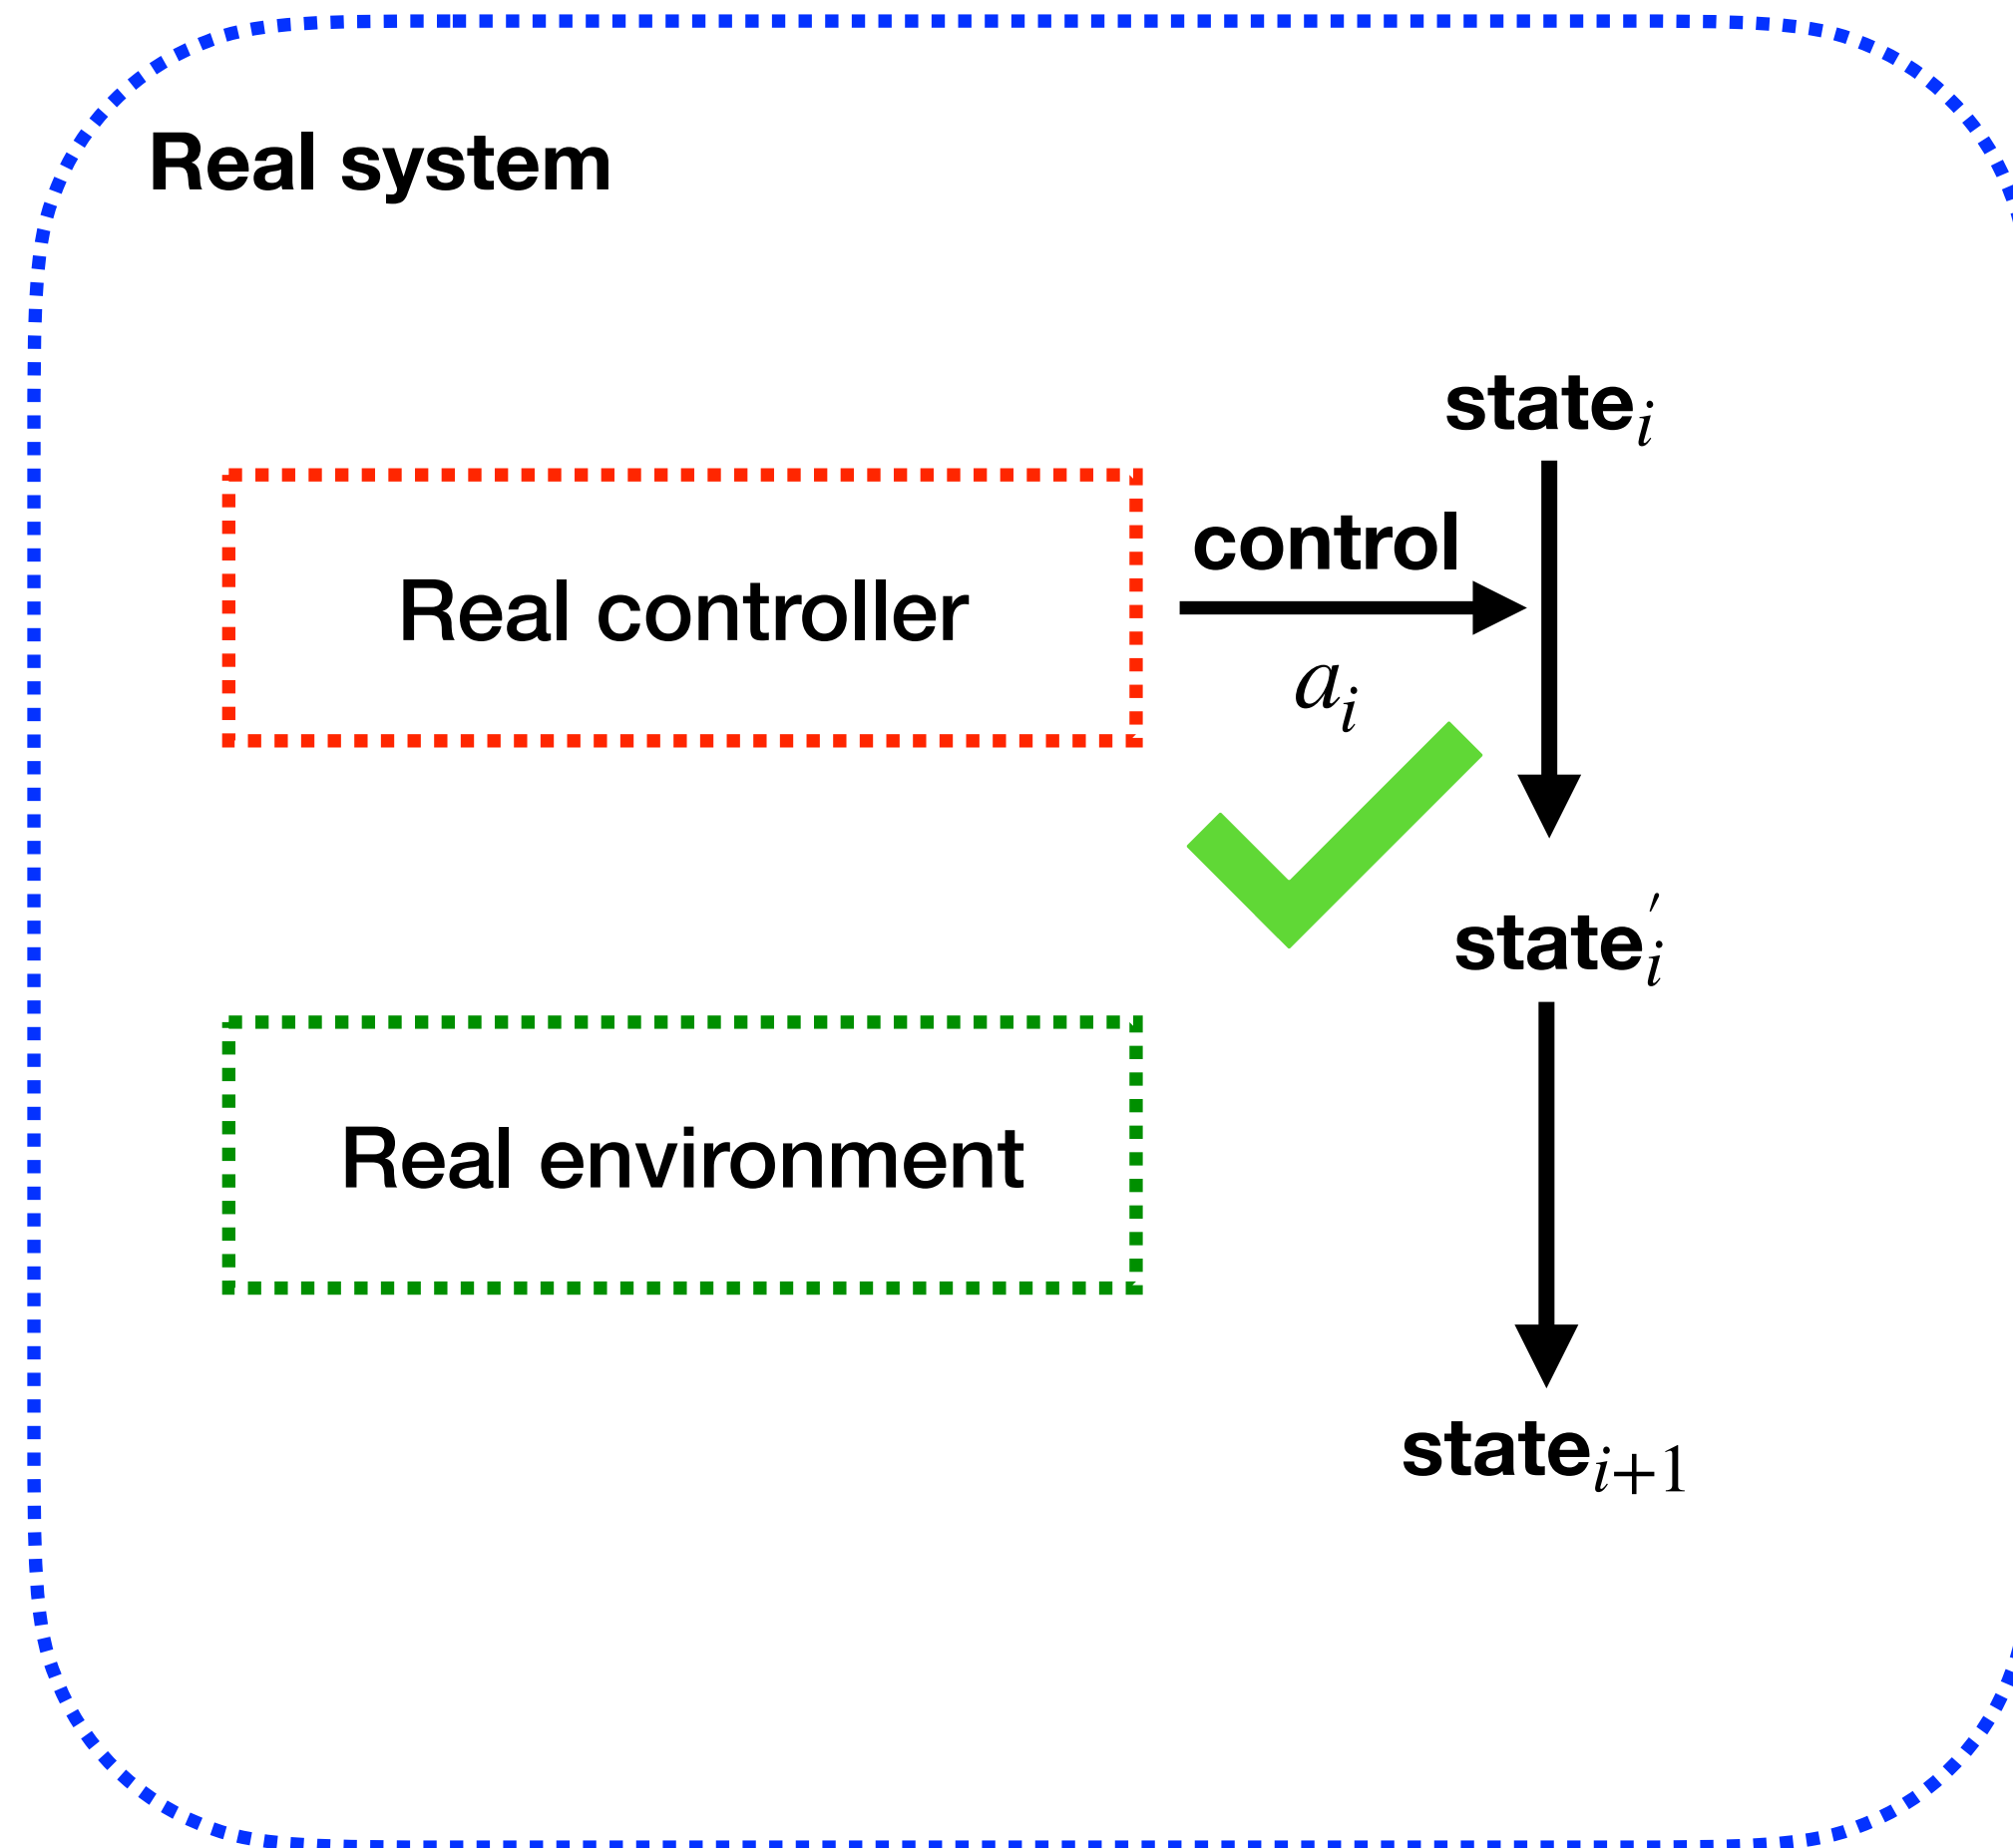 Real system
state_i
control
Real controller
a_i
state_i'
Real environment
state_{i+1}